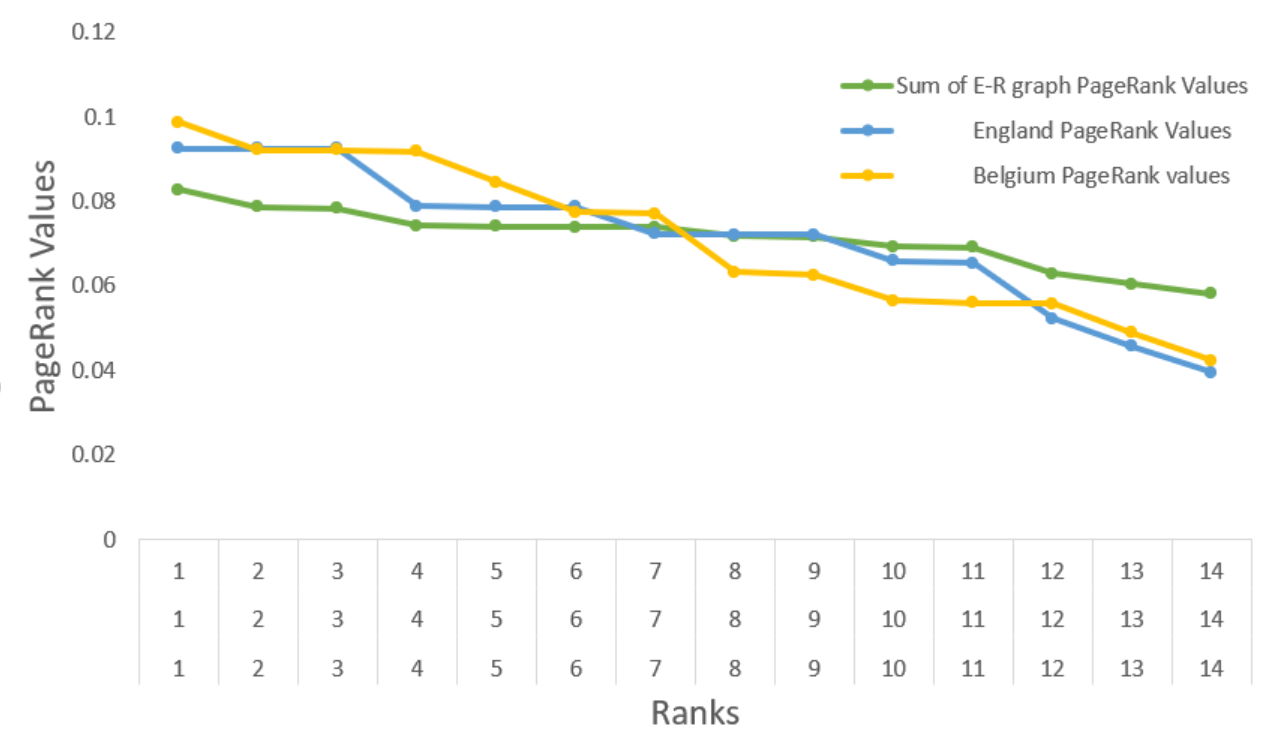 0.12
0.1
0.08
0.06
0.04
0.02
0
PageRank Values
Sum of E-R graph PageRank Values
England PageRank Values
Belgium PageRank values
1 2 3 4 5 6 7 8 9 10 11 12 13 14
1 2 3 4 5 6 7 8 9 10 11 12 13 14
1 2 3 4 5 6 7 8 9 10 11 12 13 14
Ranks